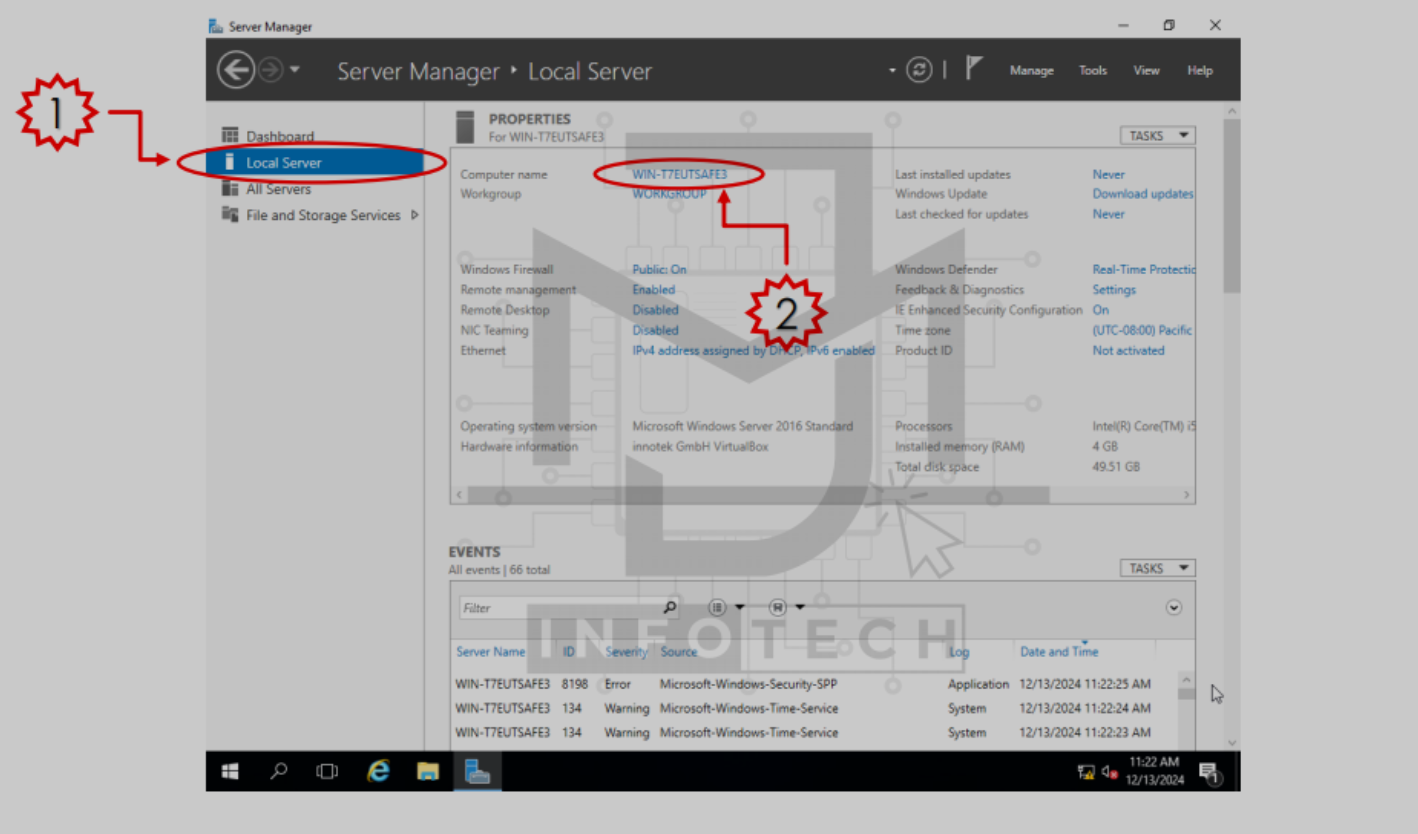 Server Manager
Server Manager • Local Server
Manage Tools View Help
1
Dashboard
Local Server
All Servers
File and Storage Services
PROPERTIES
For WIN-T7EUTSAFE3
TASKS
Computer name WIN-T7EUTSAFE3 Last installed updates Never
Workgroup WORKGROUP Windows Update Download updates
Last checked for updates Never
Windows Firewall Public: On Windows Defender Real-Time Protectio
Remote management Enabled Feedback & Diagnostics Settings
Remote Desktop Disabled IE Enhanced Security Configuration On
NIC Teaming Disabled Time zone (UTC-08:00) Pacific
Ethernet IPv4 address assigned by DHCP, IPv6 enabled Product ID Not activated
2
Operating system version Microsoft Windows Server 2016 Standard Processors Intel(R) Core(TM) i5
Hardware information innotek GmbH VirtualBox Installed memory (RAM) 4 GB
Total disk space 49.51 GB
EVENTS
All events | 66 total
TASKS
Filter
INFOTECH
Server Name ID Severity Source Log Date and Time
WIN-T7EUTSAFE3 8198 Error Microsoft-Windows-Security-SPP Application 12/13/2024 11:22:25 AM
WIN-T7EUTSAFE3 134 Warning Microsoft-Windows-Time-Service System 12/13/2024 11:22:24 AM
WIN-T7EUTSAFE3 134 Warning Microsoft-Windows-Time-Service System 12/13/2024 11:22:23 AM
11:22 AM
12/13/2024
1